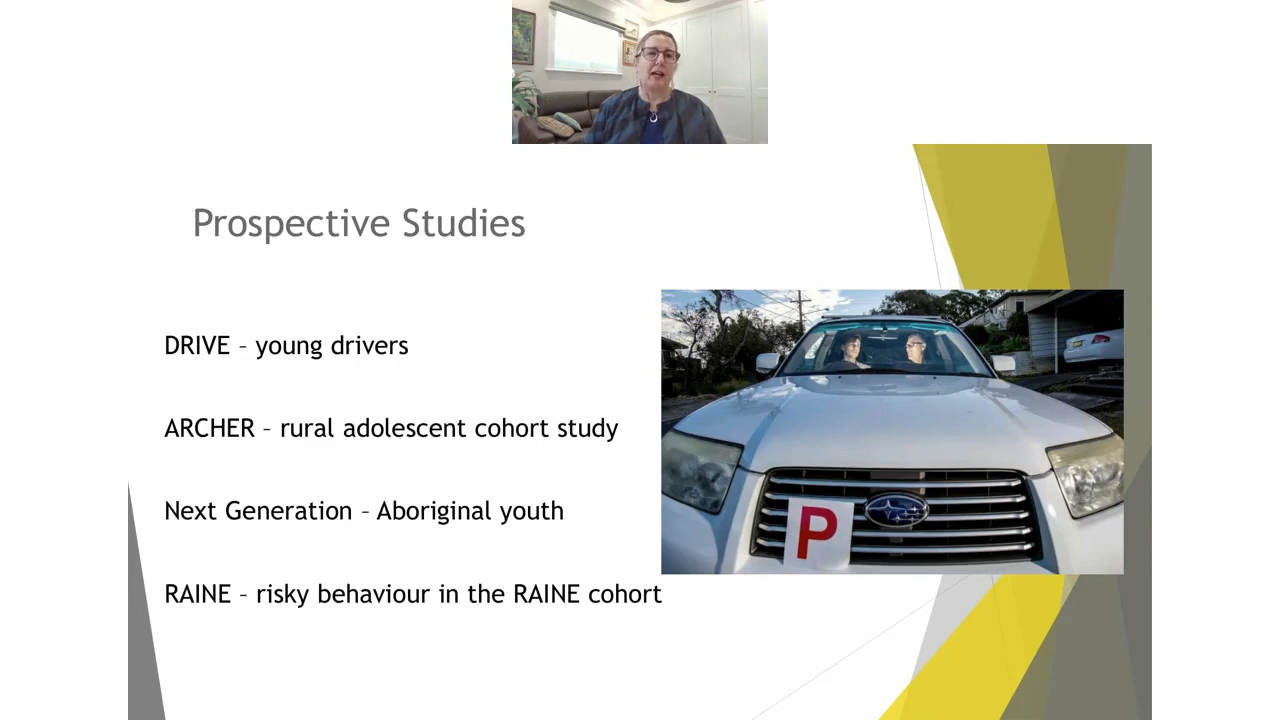 Prospective Studies
DRIVE – young drivers
ARCHER – rural adolescent cohort study
Next Generation – Aboriginal youth
RAINE – risky behaviour in the RAINE cohort
P